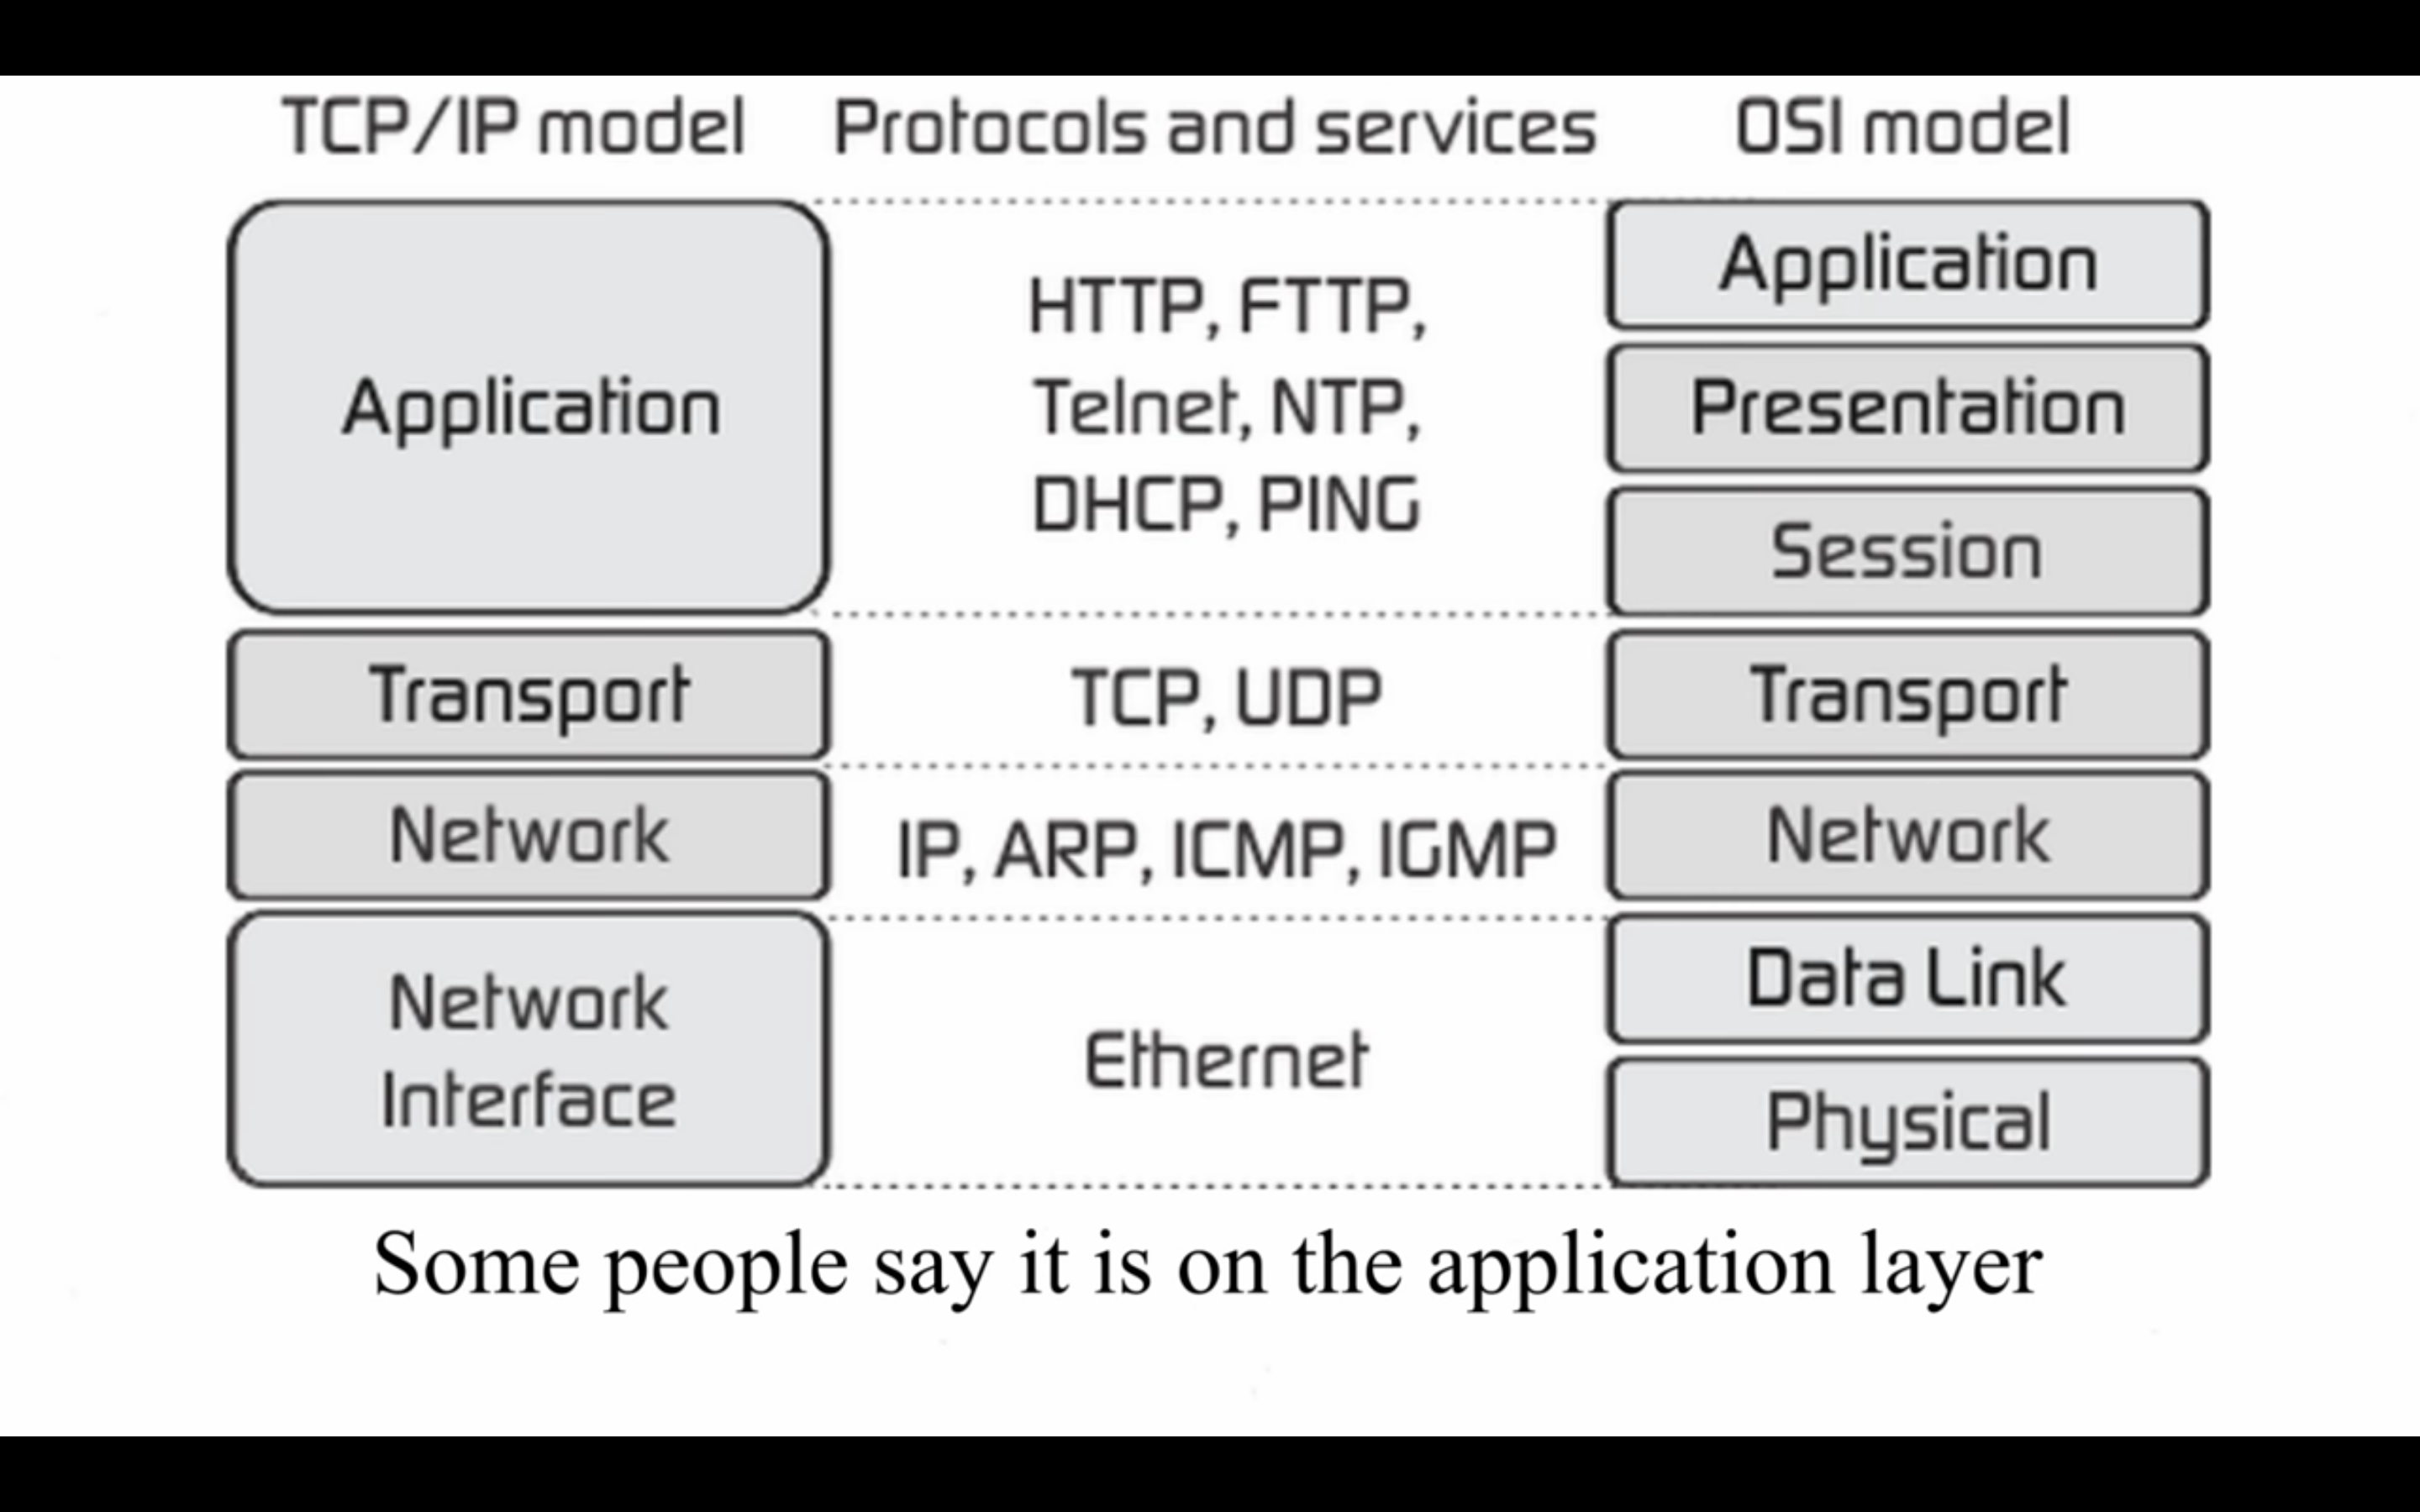 TCP/IP model
Protocols and services
OSI model
Application
HTTP, FTTP,
Telnet, NTP,
DHCP, PING
Application
Presentation
Session
Transport
TCP, UDP
Transport
Network
IP, ARP, ICMP, IGMP
Network
Network
Interface
Ethernet
Data Link
Physical
Some people say it is on the application layer